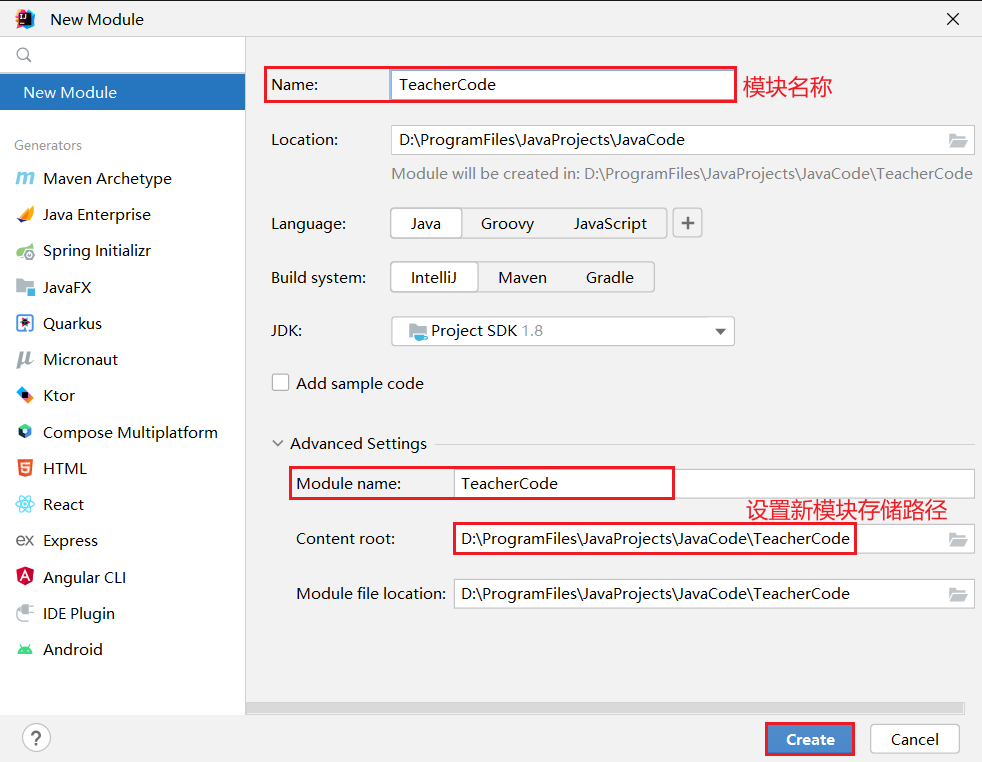 New Module
New Module
Generators
Maven Archetype
Java Enterprise
Spring Initializr
JavaFX
Quarkus
Micronaut
Ktor
Compose Multiplatform
HTML
React
ex Express
Angular CLI
IDE Plugin
Android
Name: TeacherCode 模块名称
Location: D:\ProgramFiles\JavaProjects\JavaCode
Module will be created in: D:\ProgramFiles\JavaProjects\JavaCode\TeacherCode
Language: Java Groovy JavaScript +
Build system: IntelliJ Maven Gradle
JDK: Project SDK 1.8
Add sample code
Advanced Settings
Module name: TeacherCode
设置新模块存储路径
Content root: D:\ProgramFiles\JavaProjects\JavaCode\TeacherCode
Module file location: D:\ProgramFiles\JavaProjects\JavaCode\TeacherCode
? Create Cancel